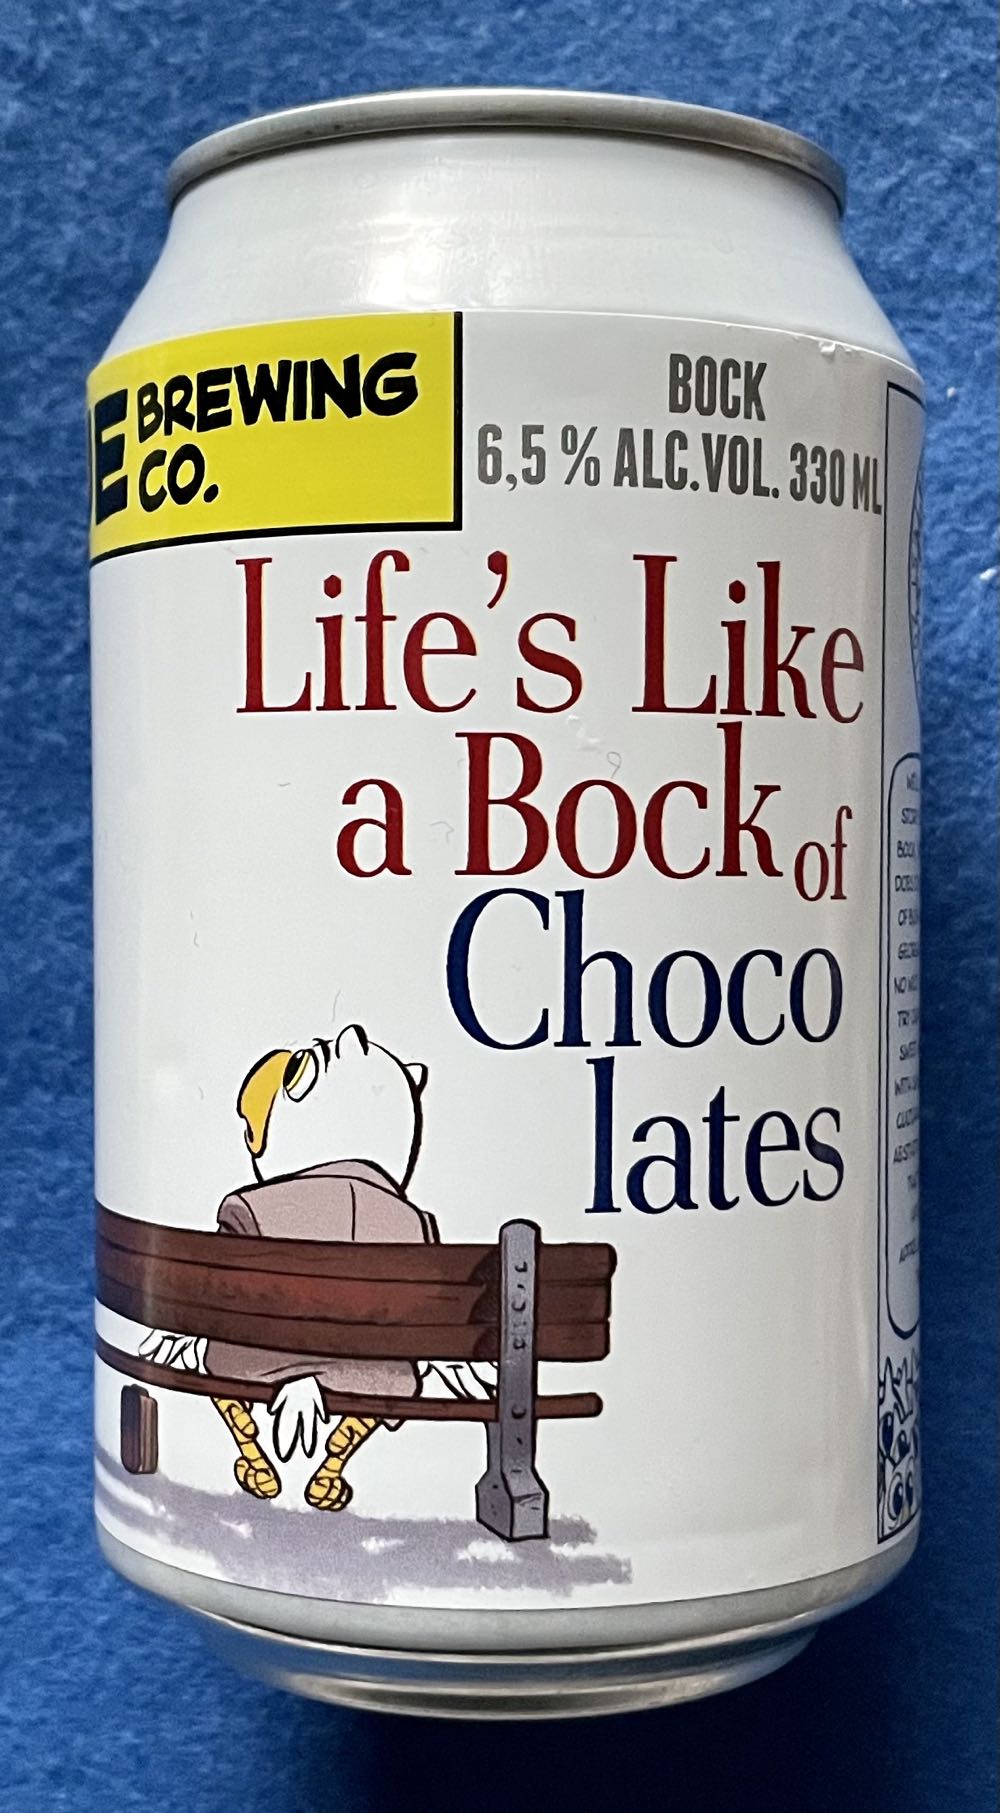 E BREWING
CO.
BOCK
6,5 % ALC.VOL. 330 ML
Life's Like
a Bock of
Choco
lates